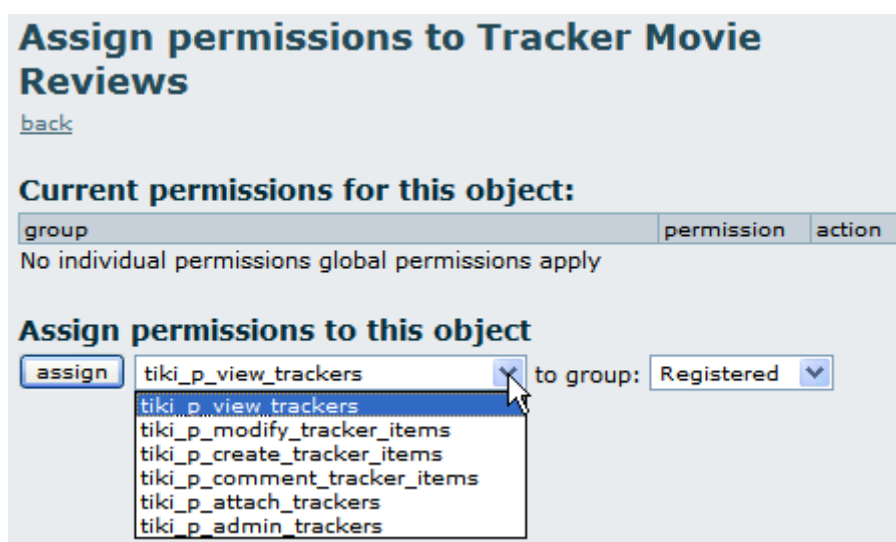 Assign permissions to Tracker Movie
Reviews
back
Current permissions for this object:
group permission action
No individual permissions global permissions apply
Assign permissions to this object
assign tiki_p_view_trackers to group: Registered
tiki_p_view_trackers
tiki_p_modify_tracker_items
tiki_p_create_tracker_items
tiki_p_comment_tracker_items
tiki_p_attach_trackers
tiki_p_admin_trackers